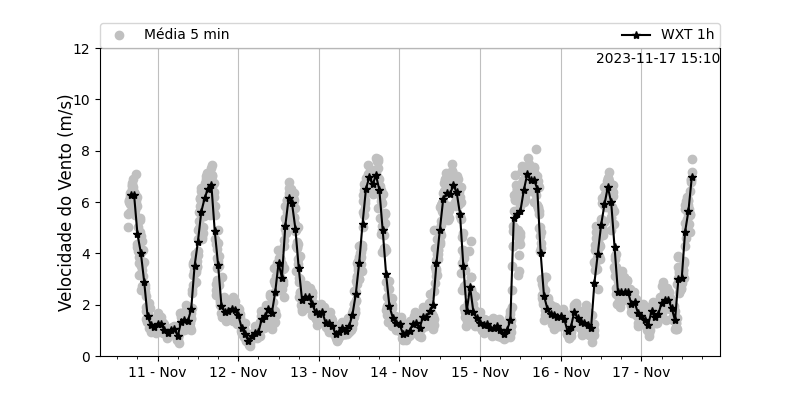 Média 5 min
WXT 1h
2023-11-17 15:10
Velocidade do Vento (m/s)
12
10
8
6
4
2
0
11 - Nov
12 - Nov
13 - Nov
14 - Nov
15 - Nov
16 - Nov
17 - Nov